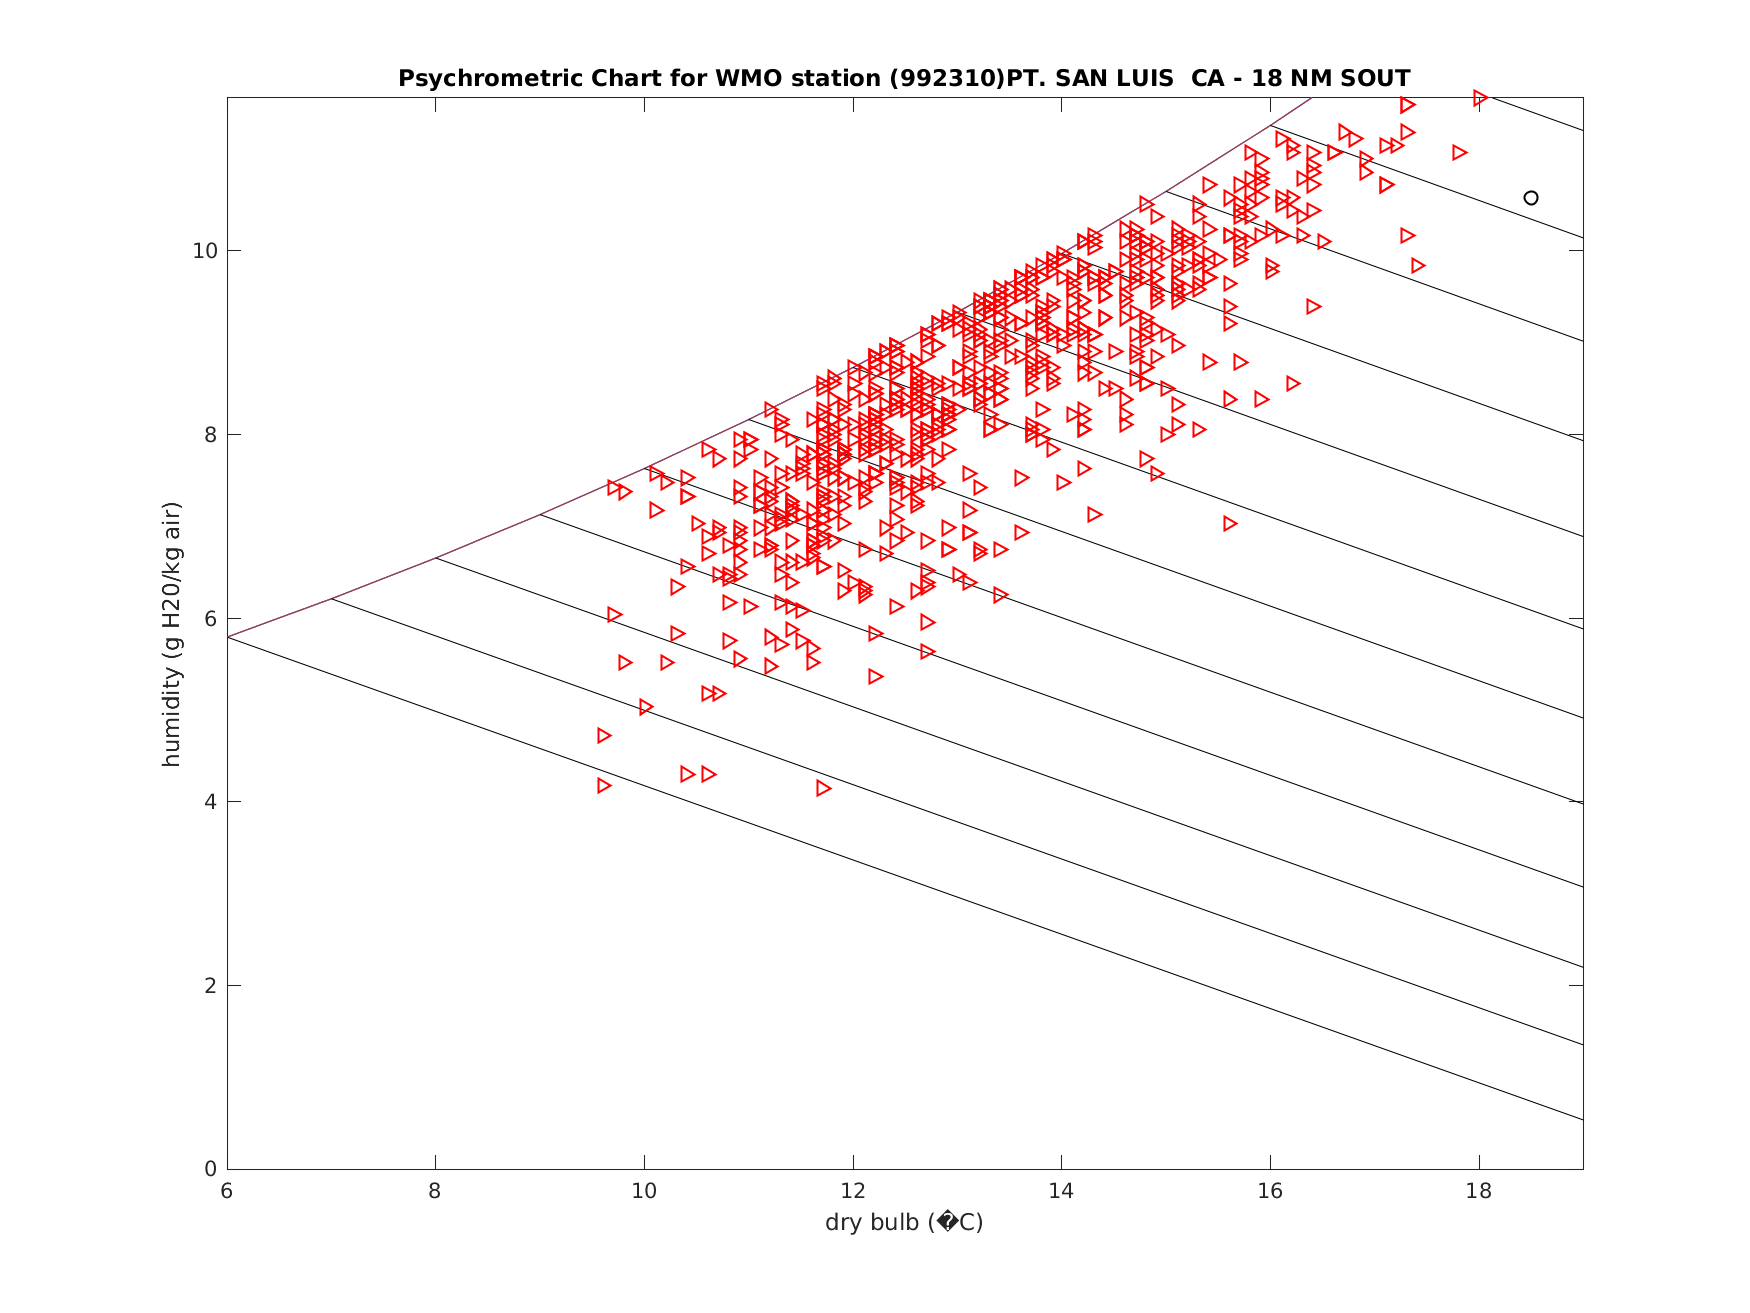 Psychrometric Chart for WMO station (992310)PT. SAN LUIS  CA - 18 NM SOUT
humidity (g H20/kg air)
10
8
6
4
2
0
6 8 10 12 14 16 18
dry bulb (�C)